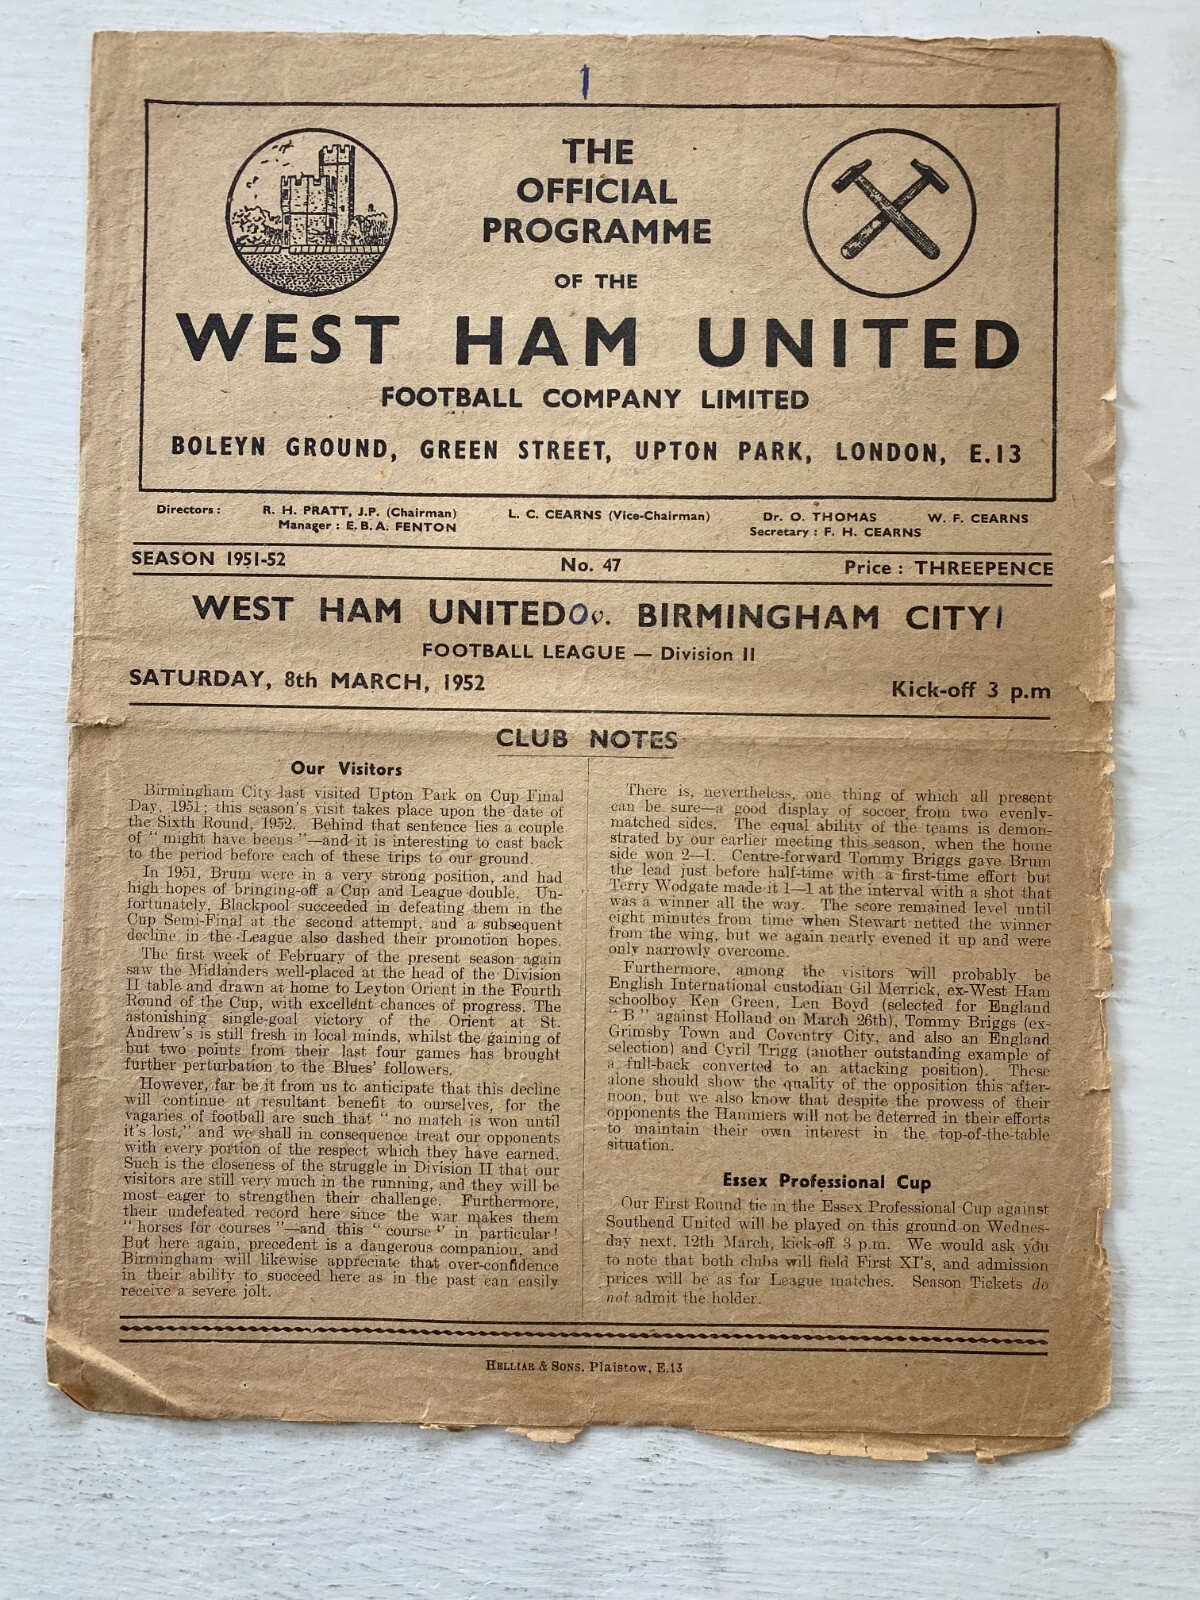 1
THE
OFFICIAL
PROGRAMME
OF THE
WEST HAM UNITED
FOOTBALL COMPANY LIMITED
BOLEYN GROUND, GREEN STREET, UPTON PARK, LONDON, E.13
Directors: R. H. PRATT, J.P. (Chairman) L. C. CEARNS (Vice-Chairman) Dr. O. THOMAS W. F. CEARNS
Manager: E.B.A. FENTON Secretary: F. H. CEARNS
SEASON 1951-52 No. 47 Price: THREEPENCE
WEST HAM UNITED 0 v. BIRMINGHAM CITY 1
FOOTBALL LEAGUE — Division II
SATURDAY, 8th MARCH, 1952 Kick-off 3 p.m
CLUB NOTES
Our Visitors
Birmingham City last visited Upton Park on Cup Final
Day, 1951; this season's visit takes place upon the date of
the Sixth Round, 1952. Behind that sentence lies a couple
of "might have beens"—and it is interesting to cast back
to the period before each of these trips to our ground.
In 1951, Brum were in a very strong position, and had
high hopes of bringing-off a Cup and League double. Un-
fortunately, Blackpool succeeded in defeating them in the
Cup Semi-Final at the second attempt, and a subsequent
decline in the League also dashed their promotion hopes.
The first week of February of the present season again
saw the Midlanders well-placed at the head of the Division
II table and drawn at home to Leyton Orient in the Fourth
Round of the Cup, with excellent chances of progress. The
astonishing single-goal victory of the Orient at St.
Andrew's is still fresh in local minds, whilst the gaining of
but two points from their last four games has brought
further perturbation to the Blues' followers.
However, far be it from us to anticipate that this decline
will continue at resultant benefit to ourselves, for the
vagaries of football are such that "no match is won until
it's lost," and we shall in consequence treat our opponents
with every portion of the respect which they have earned.
Such is the closeness of the struggle in Division II that our
visitors are still very much in the running, and they will be
most eager to strengthen their challenge. Furthermore,
their undefeated record here since the war makes them
"horses for courses"—and this "course" in particular!
But here again, precedent is a dangerous companion, and
Birmingham will likewise appreciate that over-confidence
in their ability to succeed here as in the past can easily
receive a severe jolt.
There is, nevertheless, one thing of which all present
can be sure—a good display of soccer from two evenly-
matched sides. The equal ability of the teams is demon-
strated by our earlier meeting this season, when the home
side won 2—1. Centre-forward Tommy Briggs gave Brum
the lead just before half-time with a first-time effort but
Terry Wodgate made it 1—1 at the interval with a shot that
was a winner all the way. The score remained level until
eight minutes from time when Stewart netted the winner
from the wing, but we again nearly evened it up and were
only narrowly overcome.
Furthermore, among the visitors will probably be
English International custodian Gil Merrick, ex-West Ham
schoolboy Ken Green, Len Boyd (selected for England
"B" against Holland on March 26th), Tommy Briggs (ex-
Grimsby Town and Coventry City, and also an England
selection) and Cyril Trigg (another outstanding example of
a full-back converted to an attacking position). These
alone should show the quality of the opposition this after-
noon, but we also know that despite the prowess of their
opponents the Hammers will not be deterred in their efforts
to maintain their own interest in the top-of-the-table
situation.
Essex Professional Cup
Our First Round tie in the Essex Professional Cup against
Southend United will be played on this ground on Wednes-
day next, 12th March, kick-off 3 p.m. We would ask you
to note that both clubs will field First XI's, and admission
prices will be as for League matches. Season Tickets do
not admit the holder.
HELLIAR & SONS, Plaistow, E.13